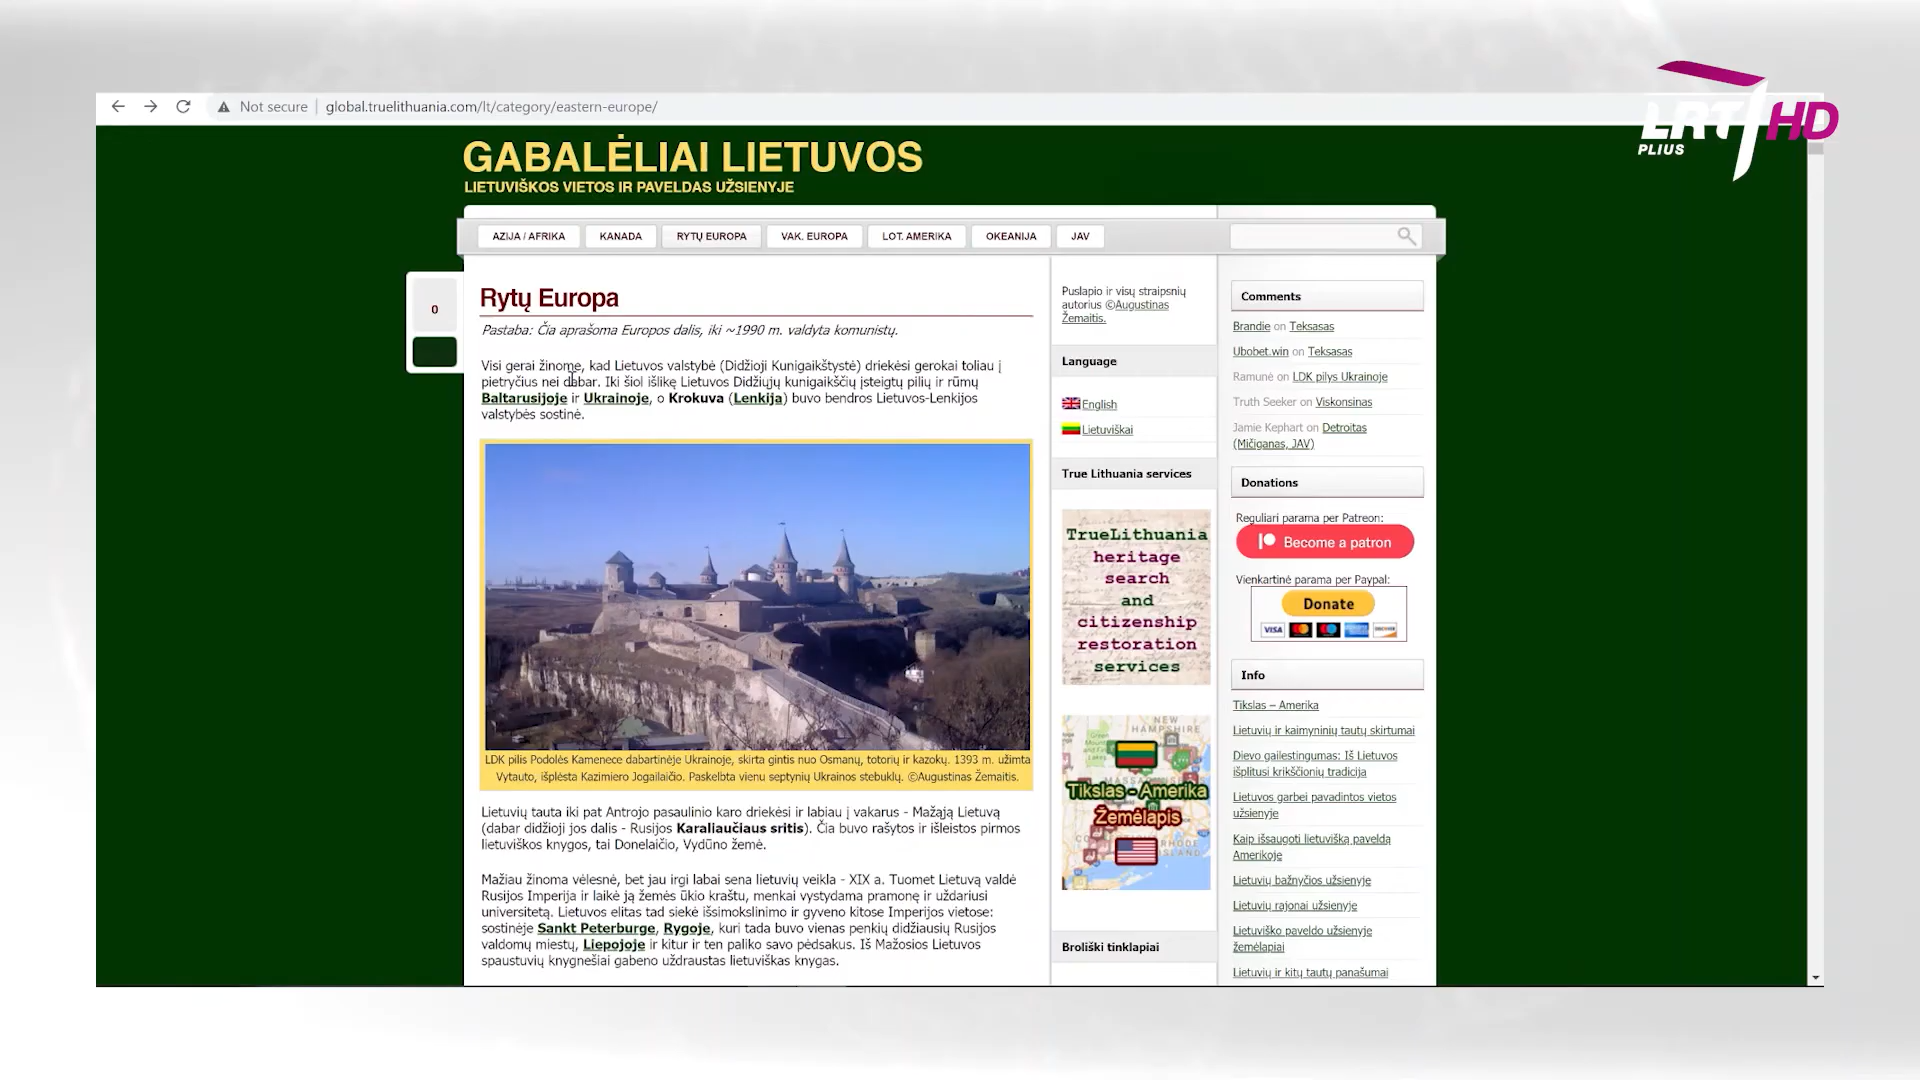 Not secure | global.truelithuania.com/lt/category/eastern-europe/
LRT HD
PLIUS
GABALĖLIAI LIETUVOS
LIETUVIŠKOS VIETOS IR PAVELDAS UŽSIENYJE
AZIJA / AFRIKA KANADA RYTŲ EUROPA VAK. EUROPA LOT. AMERIKA OKEANIJA JAV
0
Rytų Europa
Pastaba: Čia aprašoma Europos dalis, iki ~1990 m. valdyta komunistų.
Visi gerai žinome, kad Lietuvos valstybė (Didžioji Kunigaikštystė) driekėsi gerokai toliau į
pietryčius nei dabar. Iki šiol išlikę Lietuvos Didžiųjų kunigaikščių įsteigtų pilių ir rūmų
Baltarusijoje ir Ukrainoje, o Krokuva (Lenkija) buvo bendros Lietuvos-Lenkijos
valstybės sostinė.
LDK pilis Podolės Kamenece dabartinėje Ukrainoje, skirta gintis nuo Osmanų, totorių ir kazokų. 1393 m. užimta
Vytauto, išplėsta Kazimiero Jogailaičio. Paskelbta vienu septynių Ukrainos stebuklų. ©Augustinas Žemaitis.
Lietuvių tauta iki pat Antrojo pasaulinio karo driekėsi ir labiau į vakarus - Mažąją Lietuvą
(dabar didžioji jos dalis - Rusijos Karaliaučiaus sritis). Čia buvo rašytos ir išleistos pirmos
lietuviškos knygos, tai Donelaičio, Vydūno žemė.
Mažiau žinoma vėlesnė, bet jau irgi labai sena lietuvių veikla - XIX a. Tuomet Lietuvą valdė
Rusijos Imperija ir laikė ją žemės ūkio kraštu, menkai vystydama pramonę ir uždariusi
universitetą. Lietuvos elitas tad siekė išsimokslinimo ir gyveno kitose Imperijos vietose:
sostinėje Sankt Peterburge, Rygoje, kuri tada buvo vienas penkių didžiausių Rusijos
valdomų miestų, Liepojoje ir kitur ir ten paliko savo pėdsakus. Iš Mažosios Lietuvos
spaustuvių knygnešiai gabeno uždraustas lietuviškas knygas.
Puslapio ir visų straipsnių
autorius ©Augustinas
Žemaitis.
Language
English
Lietuviškai
True Lithuania services
TrueLithuania
heritage
search
and
citizenship
restoration
services
NEW
HAMPSHIRE
Tikslas - Amerika
Žemėlapis
Broliški tinklapiai
Comments
Brandie on Teksasas
Ubobet.win on Teksasas
Ramunė on LDK pilys Ukrainoje
Truth Seeker on Viskonsinas
Jamie Kephart on Detroitas
(Mičiganas, JAV)
Donations
Reguliari parama per Patreon:
Become a patron
Vienkartinė parama per Paypal:
Donate
VISA
Info
Tikslas – Amerika
Lietuvių ir kaimyninių tautų skirtumai
Dievo gailestingumas: Iš Lietuvos
išplitusi krikščionių tradicija
Lietuvos garbei pavadintos vietos
užsienyje
Kaip išsaugoti lietuvišką paveldą
Amerikoje
Lietuvių bažnyčios užsienyje
Lietuvių rajonai užsienyje
Lietuviško paveldo užsienyje
žemėlapiai
Lietuvių ir kitų tautų panašumai